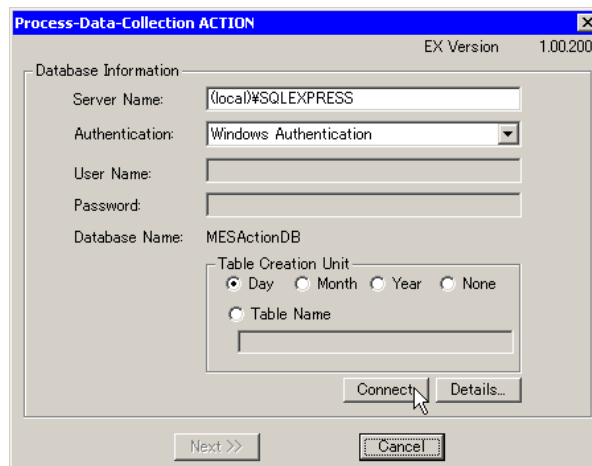 Process-Data-Collection ACTION
EX Version 1.00.200
Database Information
Server Name: (local)¥SQLEXPRESS
Authentication: Windows Authentication
User Name:
Password:
Database Name: MESActionDB
Table Creation Unit
Day Month Year None
Table Name
Connect Details...
Next >> Cancel